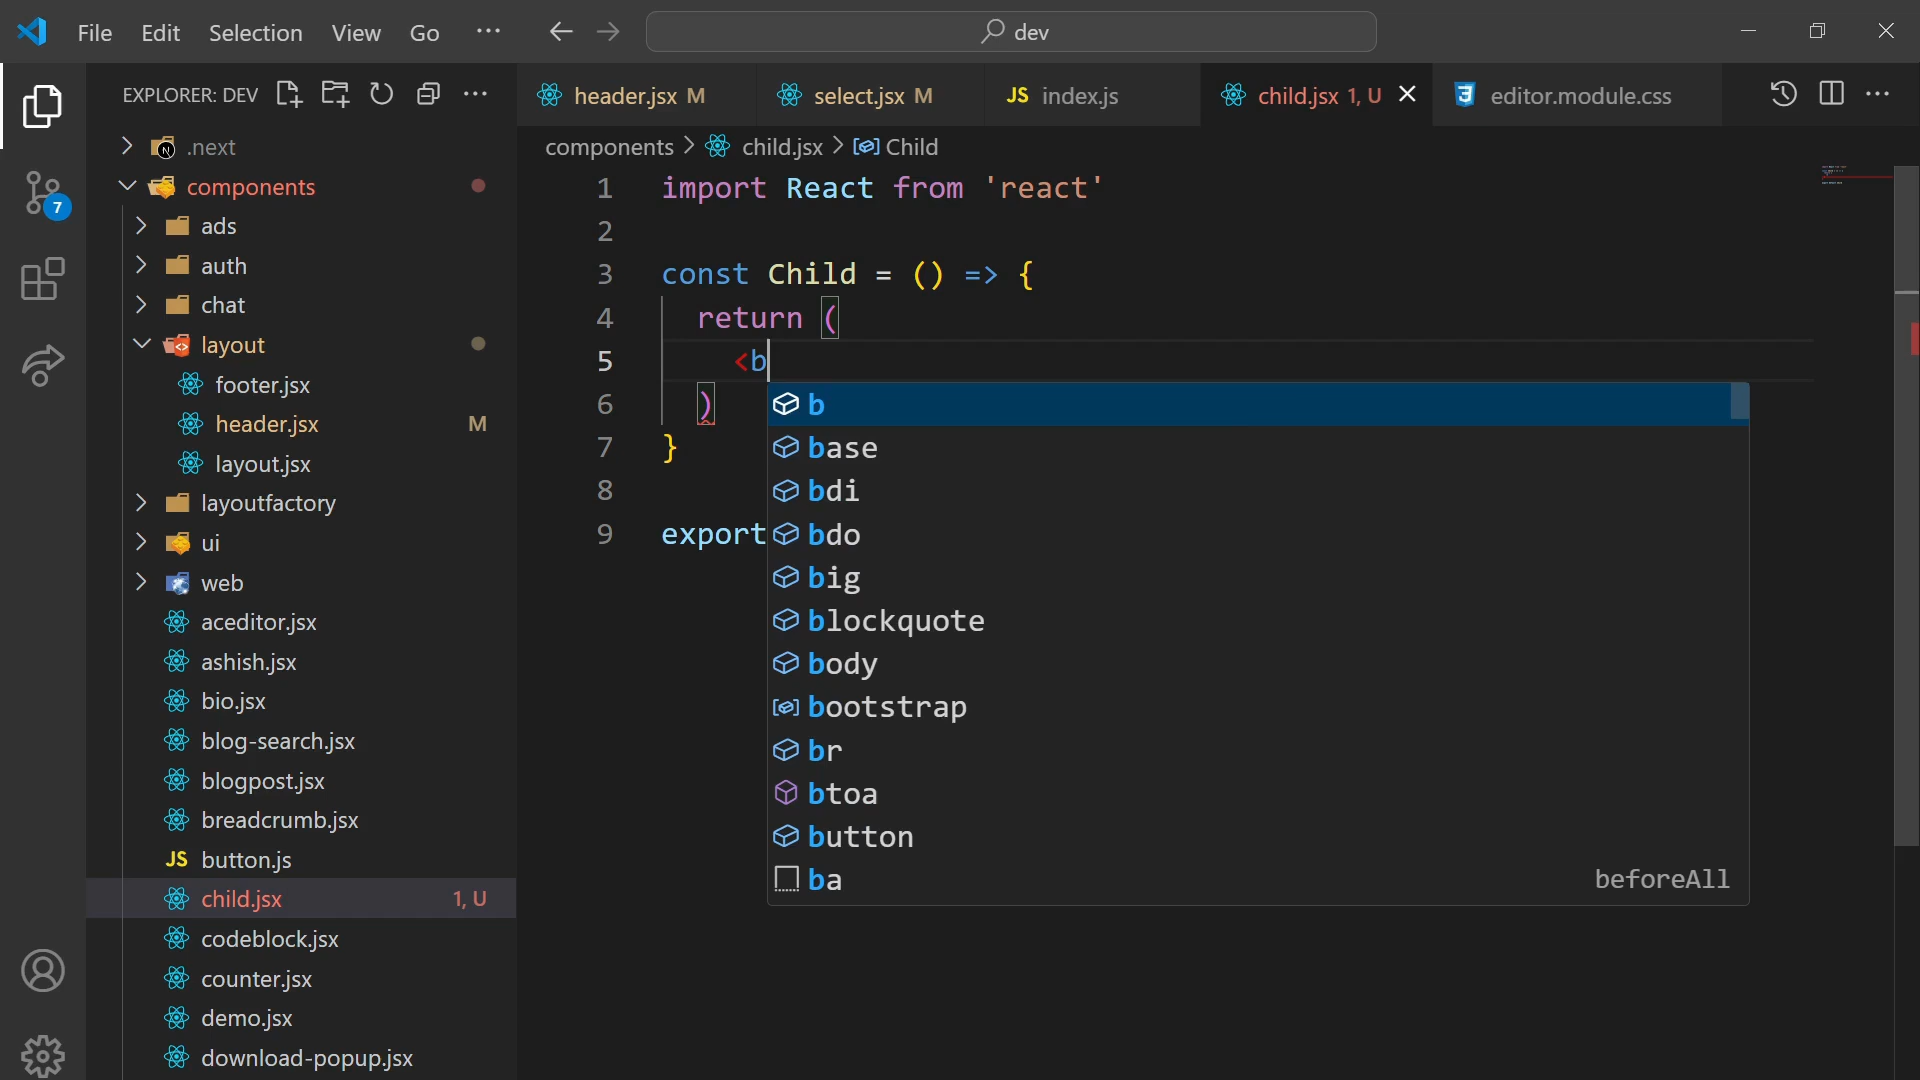 File Edit Selection View Go ··· dev
EXPLORER: DEV ···
header.jsx M select.jsx M JS index.js child.jsx 1, U editor.module.css ···
components > child.jsx > Child
N .next
components
ads
auth
chat
layout
footer.jsx
header.jsx M
layout.jsx
layoutfactory
ui
web
aceditor.jsx
ashish.jsx
bio.jsx
blog-search.jsx
blogpost.jsx
breadcrumb.jsx
JS button.js
child.jsx 1, U
codeblock.jsx
counter.jsx
demo.jsx
download-popup.jsx
7
1 import React from 'react'
2
3 const Child = () => {
4 return (
5 <b
6 )
7 }
8
9 export
b
base
bdi
bdo
big
blockquote
body
bootstrap
br
btoa
button
ba beforeAll